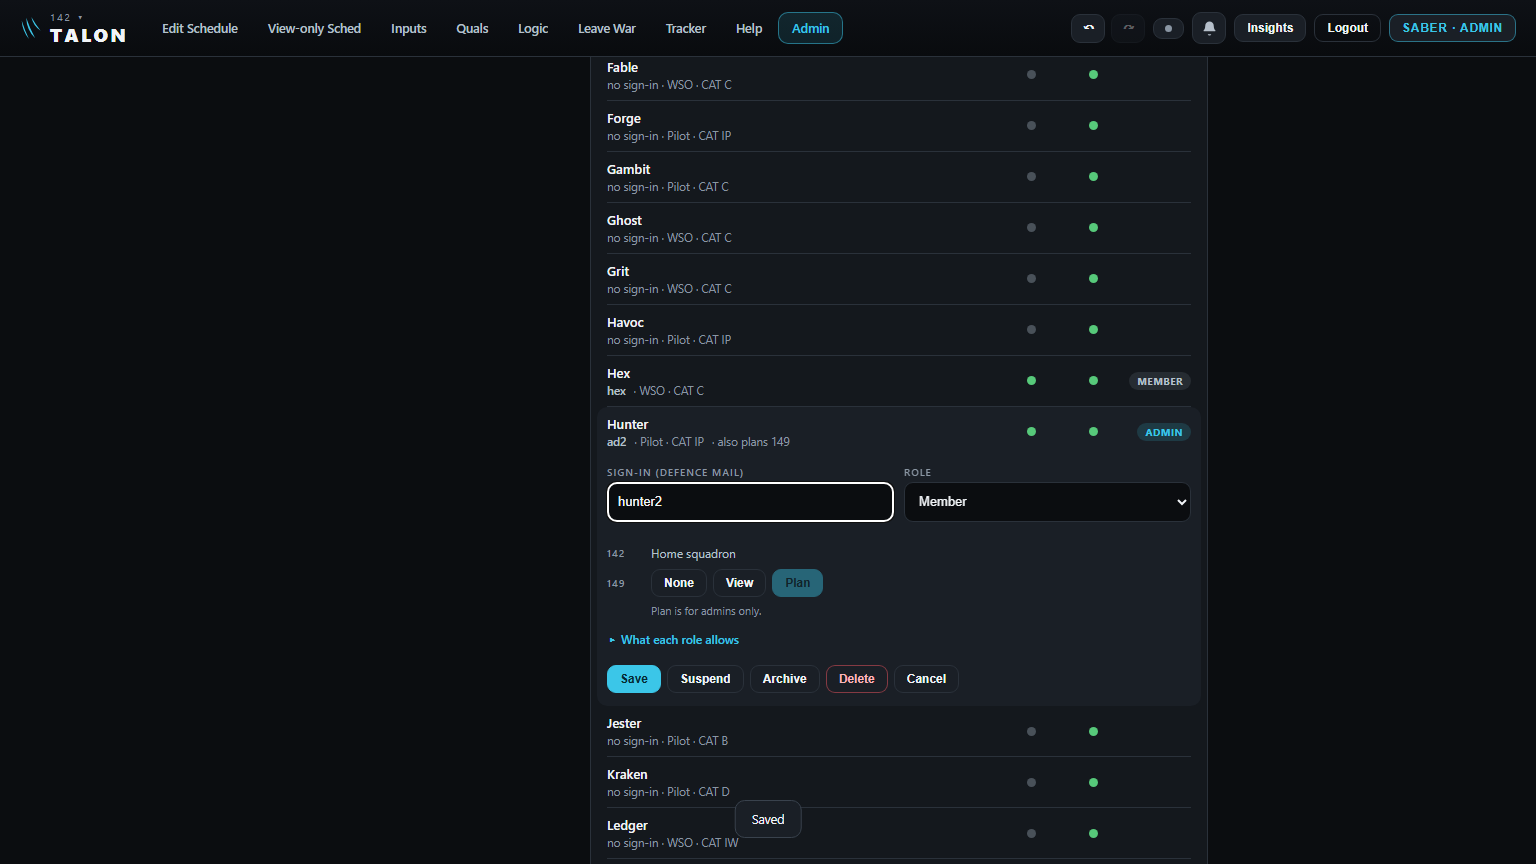 142 ▾
TALON
Edit Schedule
View-only Sched
Inputs
Quals
Logic
Leave War
Tracker
Help
Admin
Insights
Logout
SABER · ADMIN
Fable
no sign-in · WSO · CAT C
Forge
no sign-in · Pilot · CAT IP
Gambit
no sign-in · Pilot · CAT C
Ghost
no sign-in · WSO · CAT C
Grit
no sign-in · WSO · CAT C
Havoc
no sign-in · Pilot · CAT IP
Hex
hex · WSO · CAT C
MEMBER
Hunter
ad2 · Pilot · CAT IP · also plans 149
ADMIN
SIGN-IN (DEFENCE MAIL)
ROLE
hunter2
Member
142 Home squadron
149 None View Plan
Plan is for admins only.
▸ What each role allows
Save Suspend Archive Delete Cancel
Jester
no sign-in · Pilot · CAT B
Kraken
no sign-in · Pilot · CAT D
Saved
Ledger
no sign-in · WSO · CAT IW